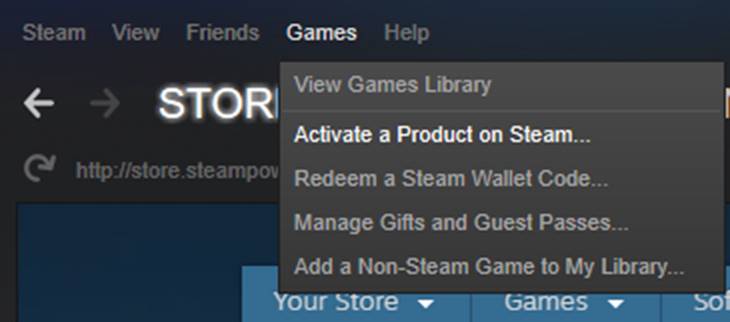 Steam View Friends Games Help
View Games Library
STOR
Activate a Product on Steam...
http://store.steampow
Redeem a Steam Wallet Code...
Manage Gifts and Guest Passes...
Add a Non-Steam Game to My Library...
Your Store Games Sof